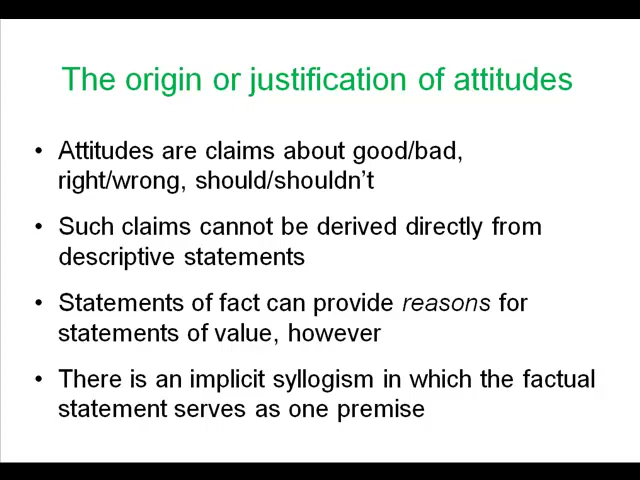 The origin or justification of attitudes
• Attitudes are claims about good/bad,
right/wrong, should/shouldn’t
• Such claims cannot be derived directly from
descriptive statements
• Statements of fact can provide reasons for
statements of value, however
• There is an implicit syllogism in which the factual
statement serves as one premise